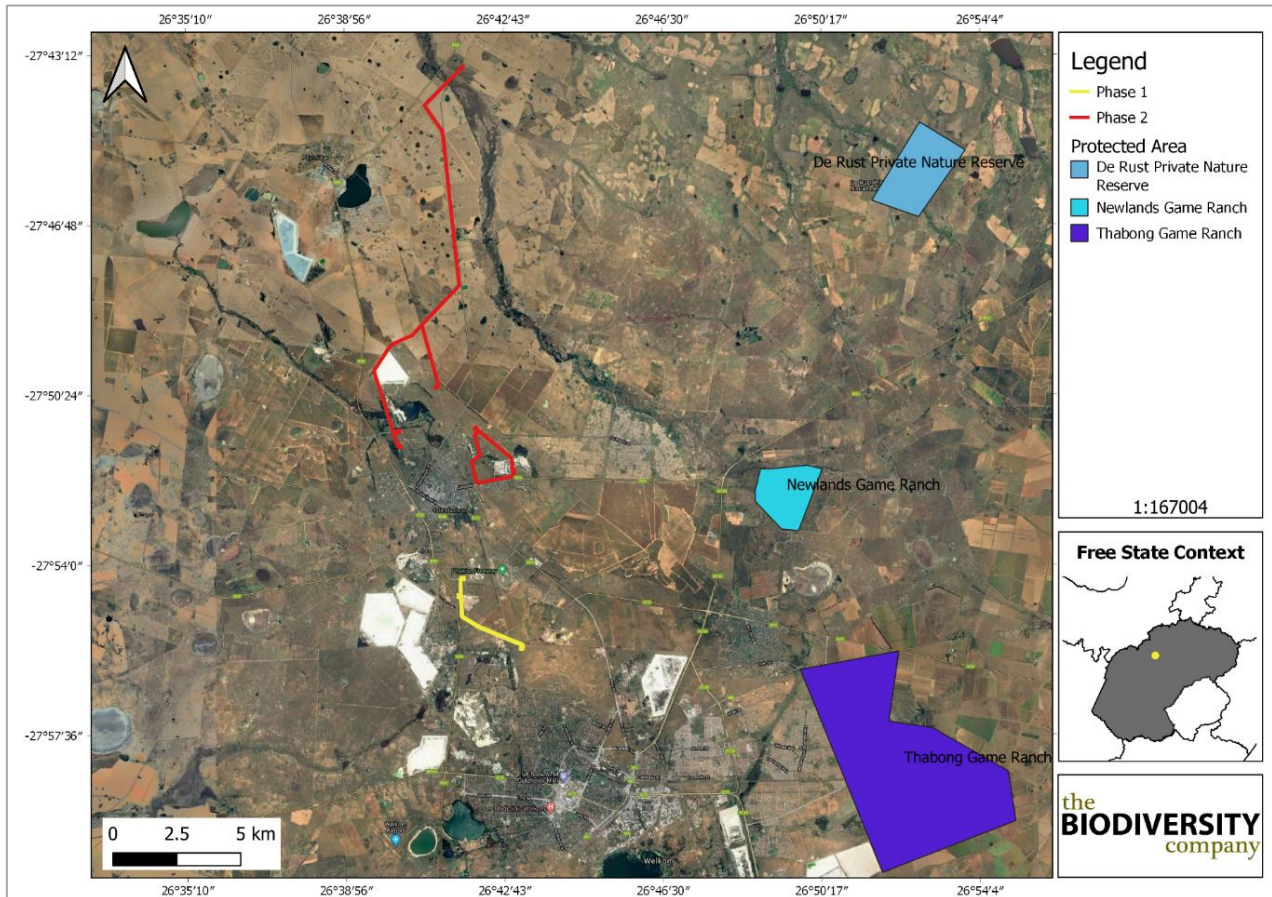 26°35′10″ 26°38′56″ 26°42′43″ 26°46′30″ 26°50′17″ 26°54′4″
-27°43′12″
-27°46′48″
-27°50′24″
-27°54′0″
-27°57′36″
De Rust Private Nature Reserve
Newlands Game Ranch
Thabong Game Ranch
Welkom
0 2.5 5 km
26°35′10″ 26°38′56″ 26°42′43″ 26°46′30″ 26°50′17″ 26°54′4″
Legend
Phase 1
Phase 2
Protected Area
De Rust Private Nature
Reserve
Newlands Game Ranch
Thabong Game Ranch
1:167004
Free State Context
the
BIODIVERSITY
company